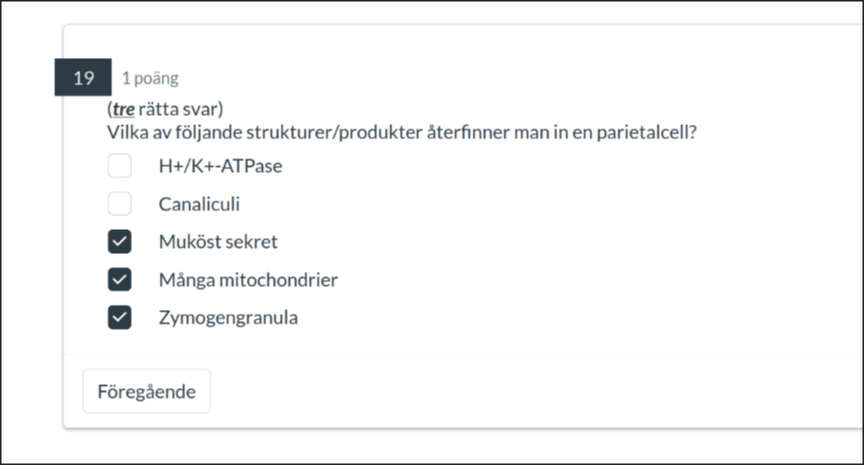 19 1 poäng
(tre rätta svar)
Vilka av följande strukturer/produkter återfinner man in en parietalcell?
H+/K+-ATPase
Canaliculi
Muköst sekret
Många mitochondrier
Zymogengranula
Föregående